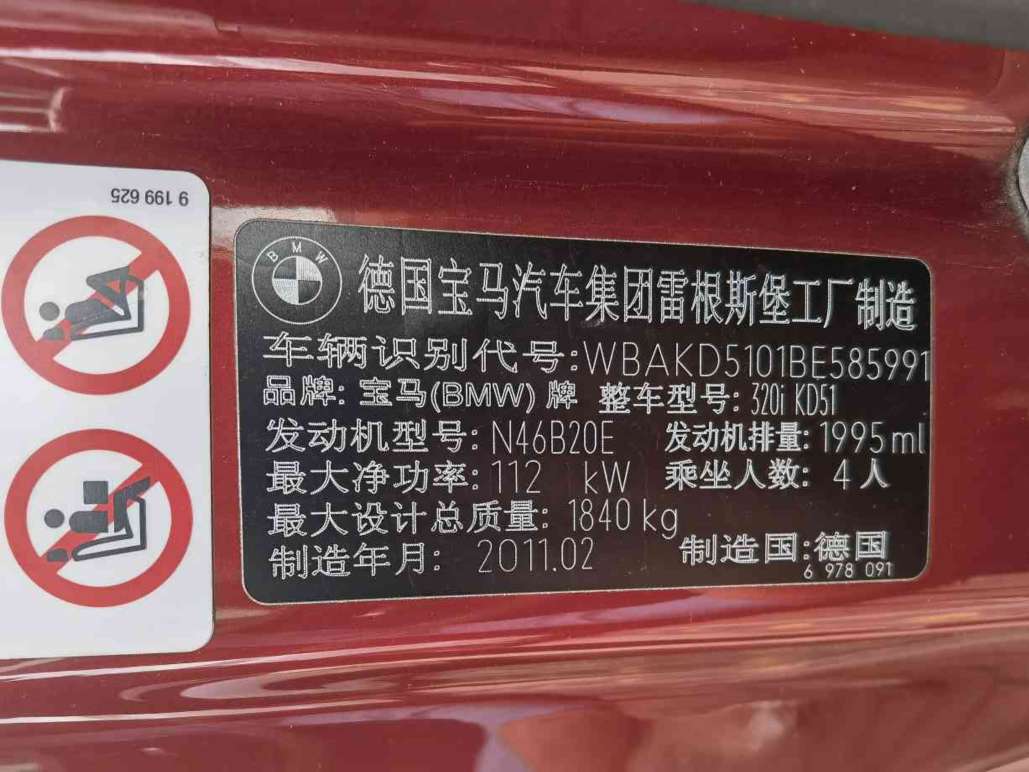 9 199 625
BMW
德国宝马汽车集团雷根斯堡工厂制造
车辆识别代号:WBAKD5101BE585991
品牌: 宝马(BMW) 牌 整车型号: 320i KD51
发动机型号: N46B20E 发动机排量: 1995 ml
最大净功率: 112 kW 乘坐人数: 4 人
最大设计总质量: 1840 kg
制造年月: 2011.02 制造国: 德国
6 978 091